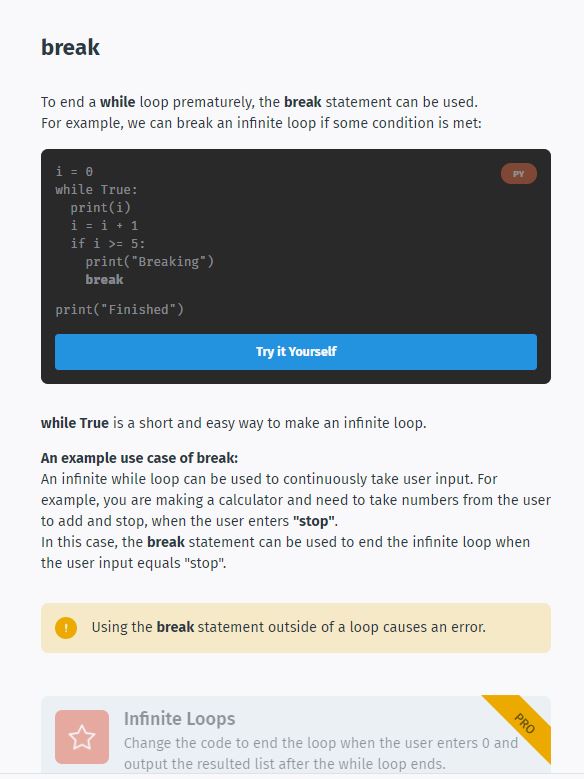 break
To end a while loop prematurely, the break statement can be used.
For example, we can break an infinite loop if some condition is met:
PY
i = 0
while True:
  print(i)
  i = i + 1
  if i >= 5:
    print("Breaking")
    break
print("Finished")
Try it Yourself
while True is a short and easy way to make an infinite loop.
An example use case of break:
An infinite while loop can be used to continuously take user input. For
example, you are making a calculator and need to take numbers from the user
to add and stop, when the user enters "stop".
In this case, the break statement can be used to end the infinite loop when
the user input equals "stop".
! Using the break statement outside of a loop causes an error.
Infinite Loops
PRO
Change the code to end the loop when the user enters 0 and
output the resulted list after the while loop ends.